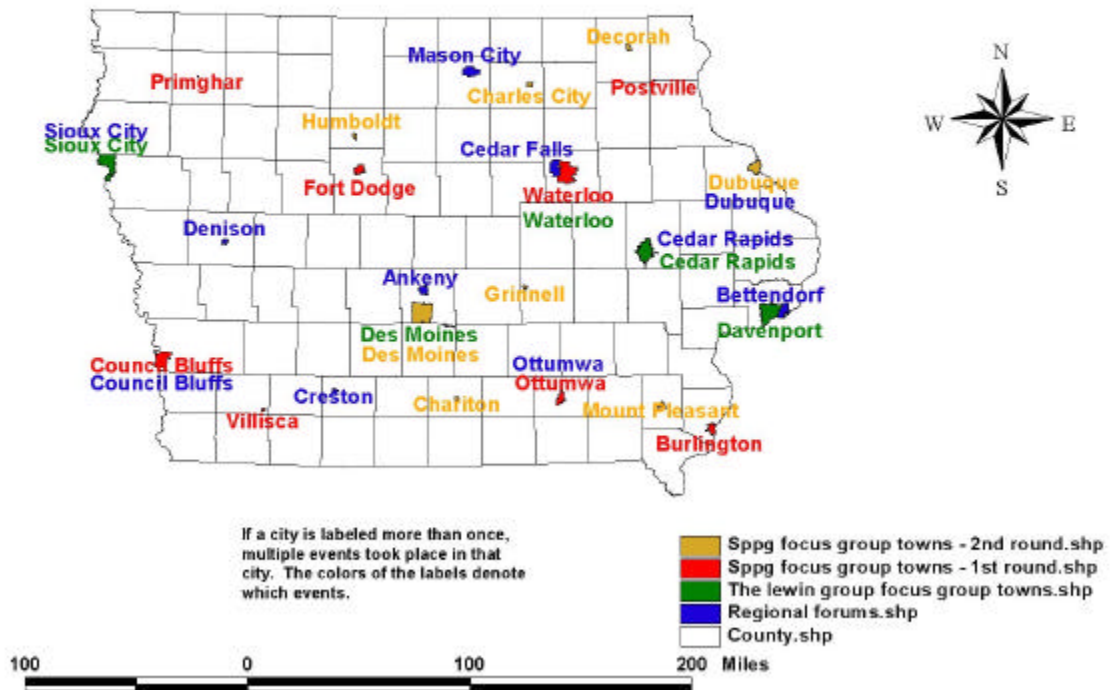 Decorah
Mason City
N
Primghar
Postville
Charles City
Humboldt
W
E
Sioux City
Sioux City
Cedar Falls
S
Fort Dodge
Waterloo
Dubuque
Dubuque
Waterloo
Denison
Cedar Rapids
Cedar Rapids
Ankeny
Grinnell
Bettendorf
Des Moines
Davenport
Des Moines
Council Bluffs
Ottumwa
Council Bluffs
Ottumwa
Creston
Chariton
Mount Pleasant
Villisca
Burlington
If a city is labeled more than once,
multiple events took place in that
city. The colors of the labels denote
which events.
Sppg focus group towns - 2nd round.shp
Sppg focus group towns - 1st round.shp
The lewin group focus group towns.shp
Regional forums.shp
County.shp
100 0 100 200 Miles